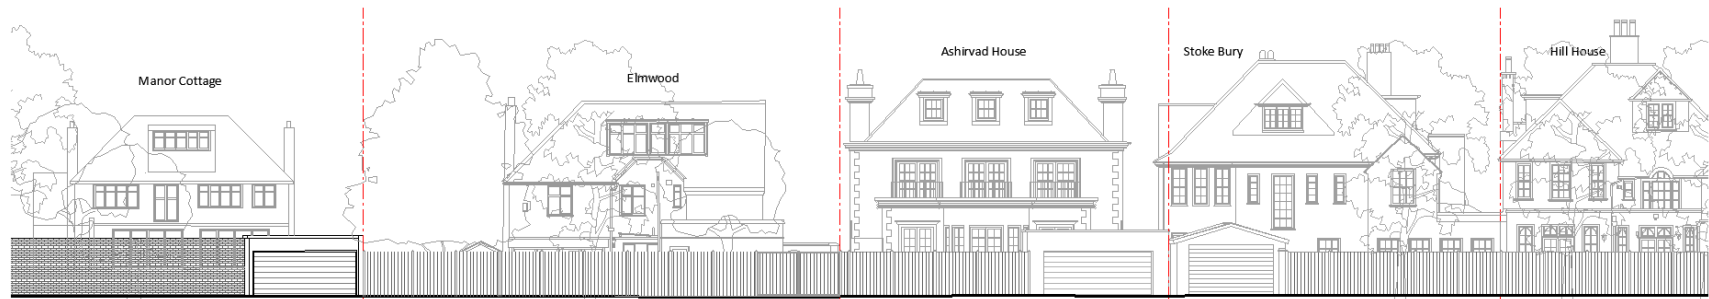 Manor Cottage
Elmwood
Ashirvad House
Stoke Bury
Hill House